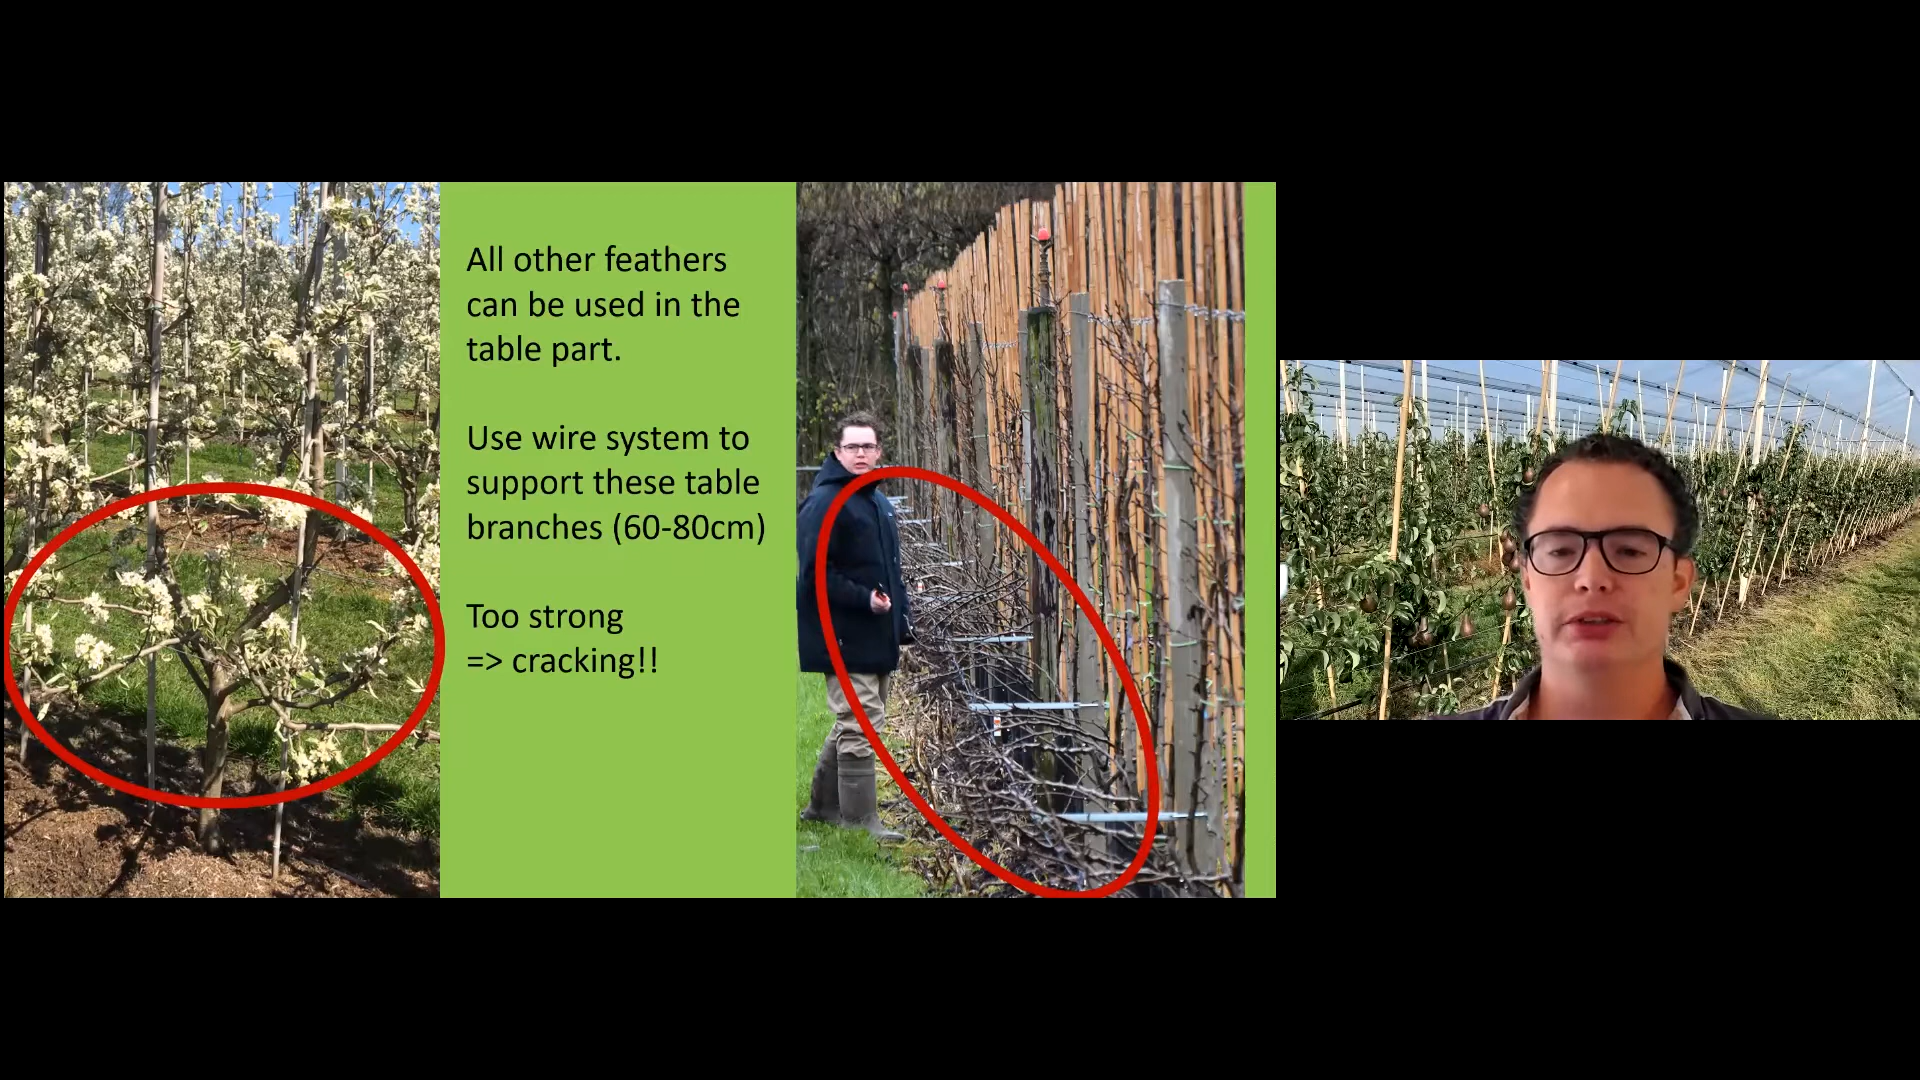 All other feathers
can be used in the
table part.
Use wire system to
support these table
branches (60-80cm)
Too strong
=> cracking!!